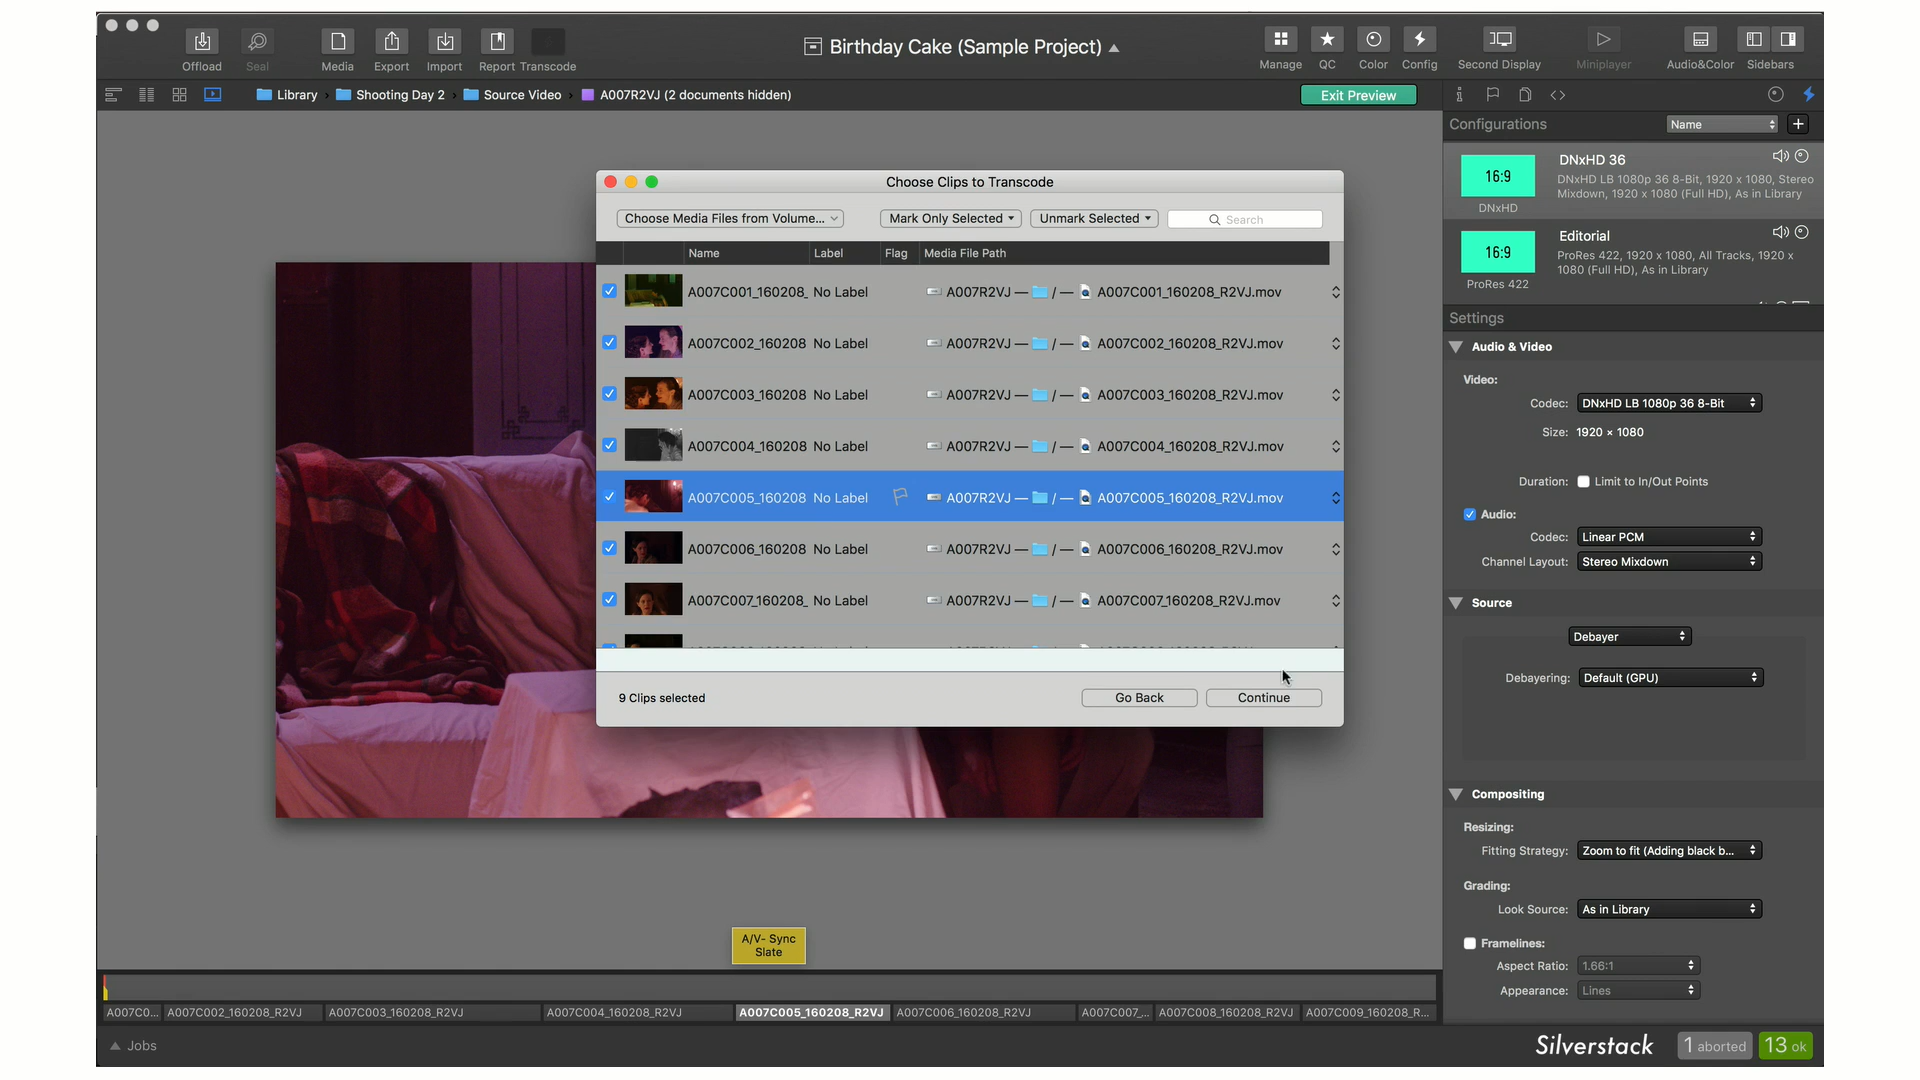 Birthday Cake (Sample Project)
Offload
Seal
Media
Export
Import
Report
Transcode
Manage
QC
Color
Config
Second Display
Miniplayer
Audio&Color
Sidebars
Library
Shooting Day 2
Source Video
A007R2VJ (2 documents hidden)
Exit Preview
Configurations
Name
16:9
DNxHD
DNxHD 36
DNxHD LB 1080p 36 8-Bit, 1920 x 1080, Stereo
Mixdown, 1920 x 1080 (Full HD), As in Library
16:9
ProRes 422
Editorial
ProRes 422, 1920 x 1080, All Tracks, 1920 x
1080 (Full HD), As in Library
Choose Clips to Transcode
Choose Media Files from Volume...
Mark Only Selected
Unmark Selected
Search
Name Label Flag Media File Path
A007C001_160208_ No Label A007R2VJ — / — A007C001_160208_R2VJ.mov
A007C002_160208 No Label A007R2VJ — / — A007C002_160208_R2VJ.mov
A007C003_160208 No Label A007R2VJ — / — A007C003_160208_R2VJ.mov
A007C004_160208 No Label A007R2VJ — / — A007C004_160208_R2VJ.mov
A007C005_160208 No Label A007R2VJ — / — A007C005_160208_R2VJ.mov
A007C006_160208 No Label A007R2VJ — / — A007C006_160208_R2VJ.mov
A007C007_160208_ No Label A007R2VJ — / — A007C007_160208_R2VJ.mov
9 Clips selected
Go Back
Continue
Settings
Audio & Video
Video:
Codec: DNxHD LB 1080p 36 8-Bit
Size: 1920 × 1080
Duration: Limit to In/Out Points
Audio:
Codec: Linear PCM
Channel Layout: Stereo Mixdown
Source
Debayer
Debayering: Default (GPU)
Compositing
Resizing:
Fitting Strategy: Zoom to fit (Adding black b...
Grading:
Look Source: As in Library
Framelines:
Aspect Ratio: 1.66:1
Appearance: Lines
A/V- Sync
Slate
A007C0... A007C002_160208_R2VJ A007C003_160208_R2VJ A007C004_160208_R2VJ A007C005_160208_R2VJ A007C006_160208_R2VJ A007C007_... A007C008_160208_R2VJ A007C009_160208_R...
Jobs
Silverstack
1 aborted
13 ok